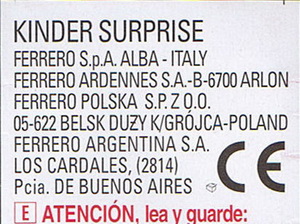 KINDER SURPRISE
FERRERO S.p.A. ALBA - ITALY
FERRERO ARDENNES S.A.-B-6700 ARLON
FERRERO POLSKA S.P. Z O.O.
05-622 BELSK DUZY K/GRÓJCA-POLAND
FERRERO ARGENTINA S.A.
LOS CARDALES, (2814)
Pcia. DE BUENOS AIRES
CE
E ATENCIÓN, lea y guarde: